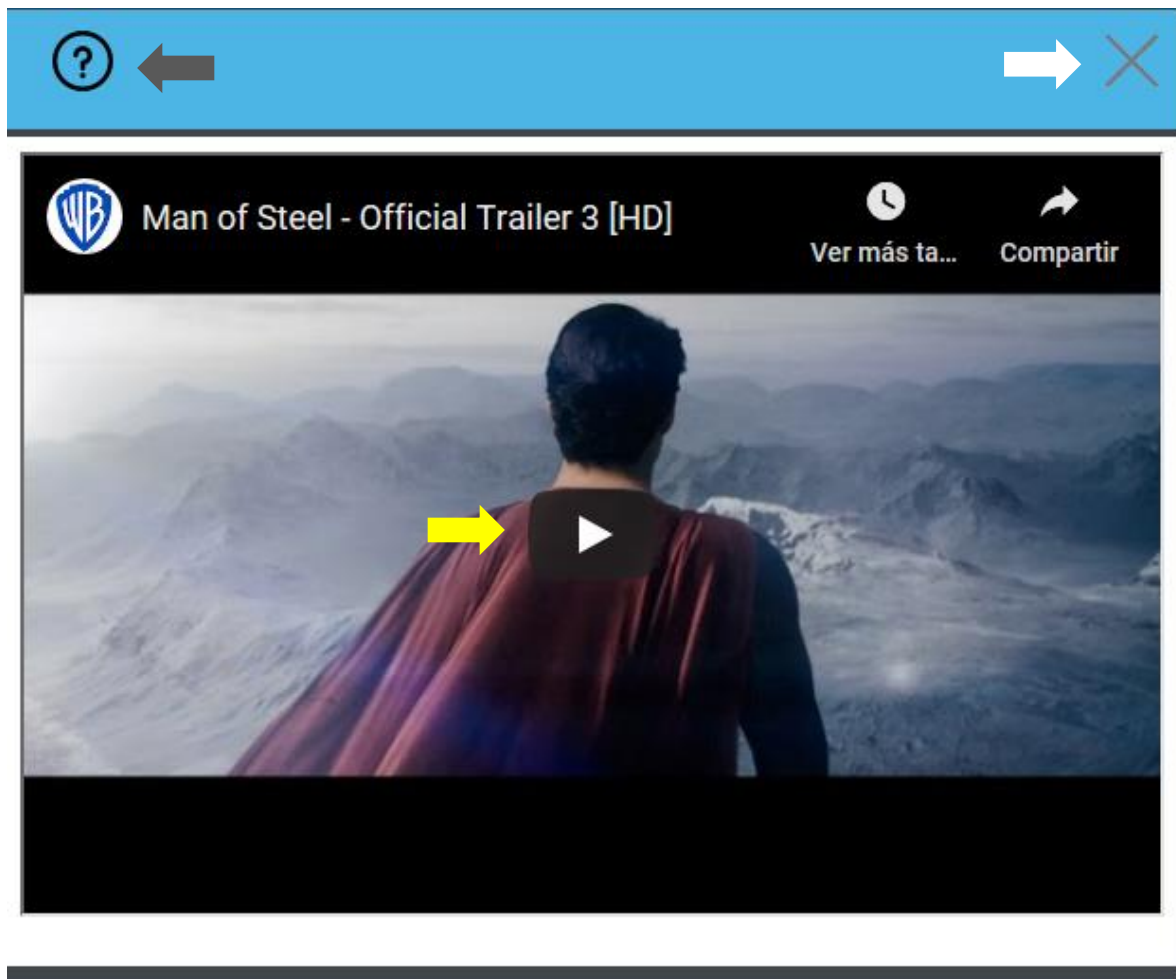 ?
WB
Man of Steel - Official Trailer 3 [HD]
Ver más ta...
Compartir